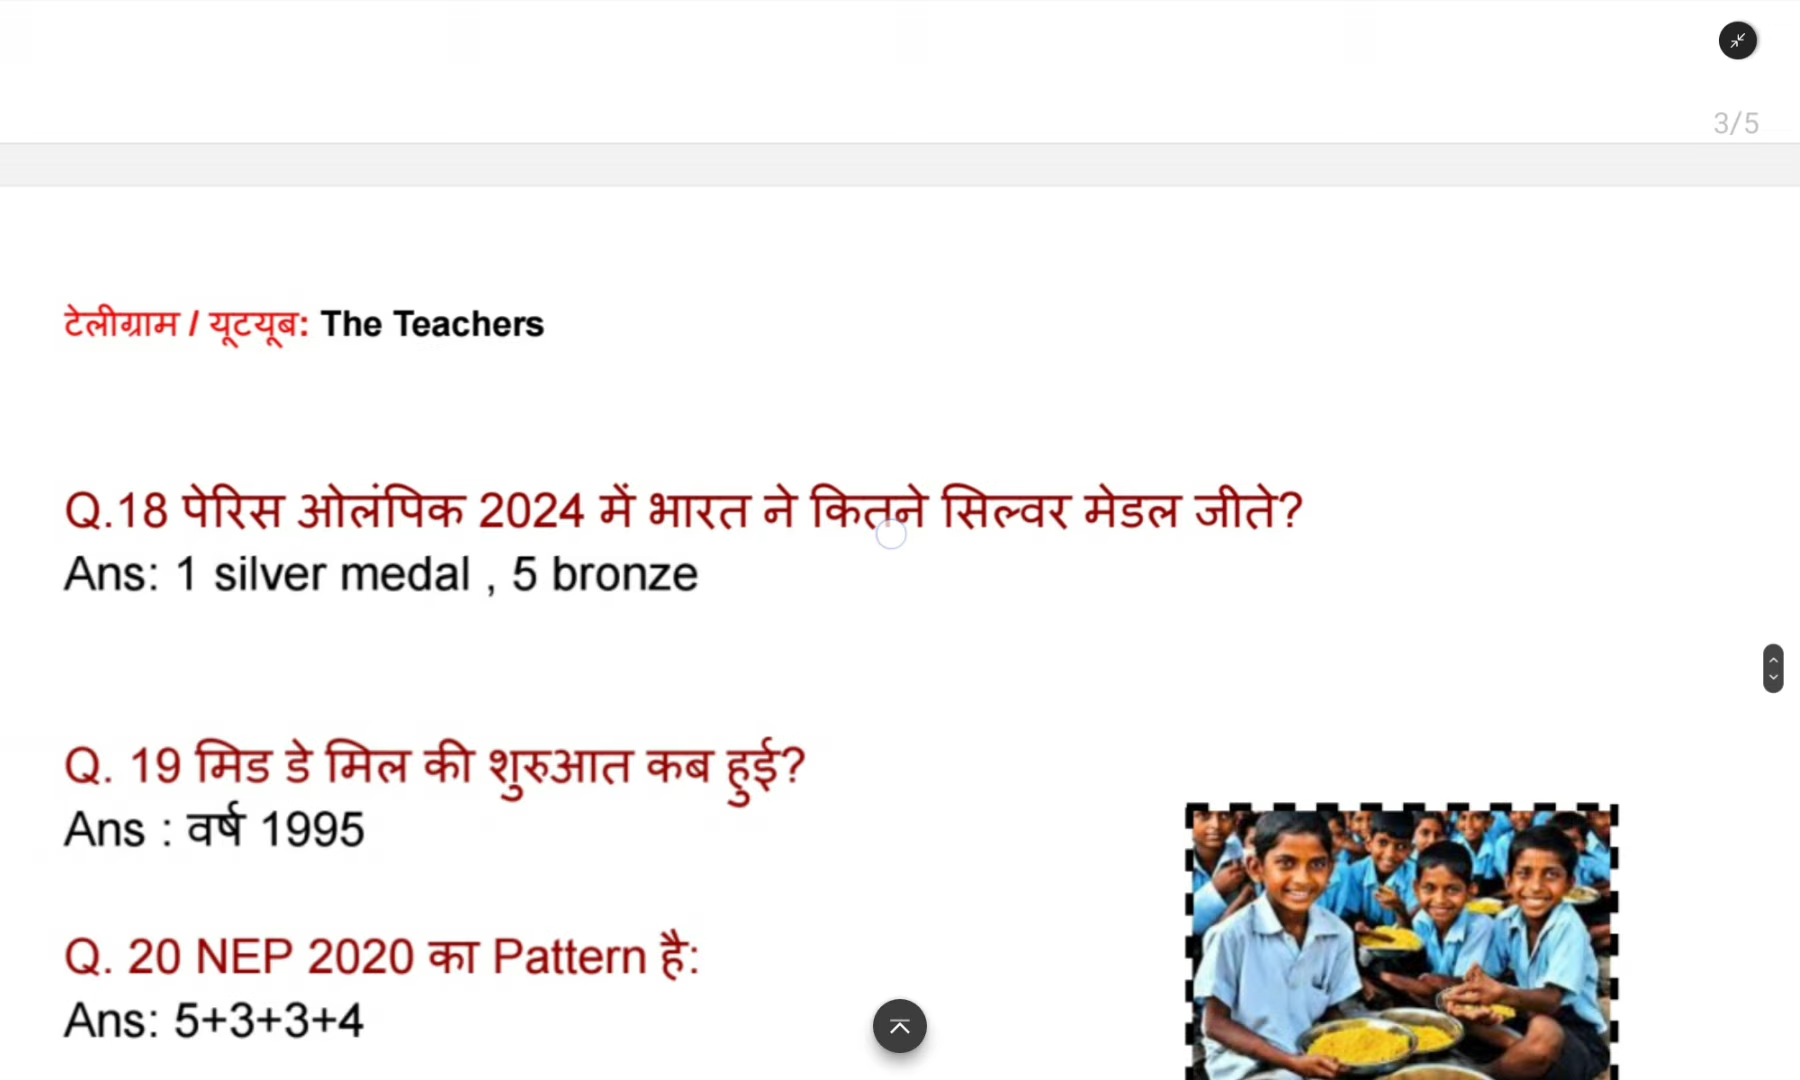 3/5
टेलीग्राम / यूटयूब: The Teachers
Q.18 पेरिस ओलंपिक 2024 में भारत ने कितने सिल्वर मेडल जीते?
Ans: 1 silver medal , 5 bronze
Q. 19 मिड डे मिल की शुरुआत कब हुई?
Ans : वर्ष 1995
Q. 20 NEP 2020 का Pattern है:
Ans: 5+3+3+4